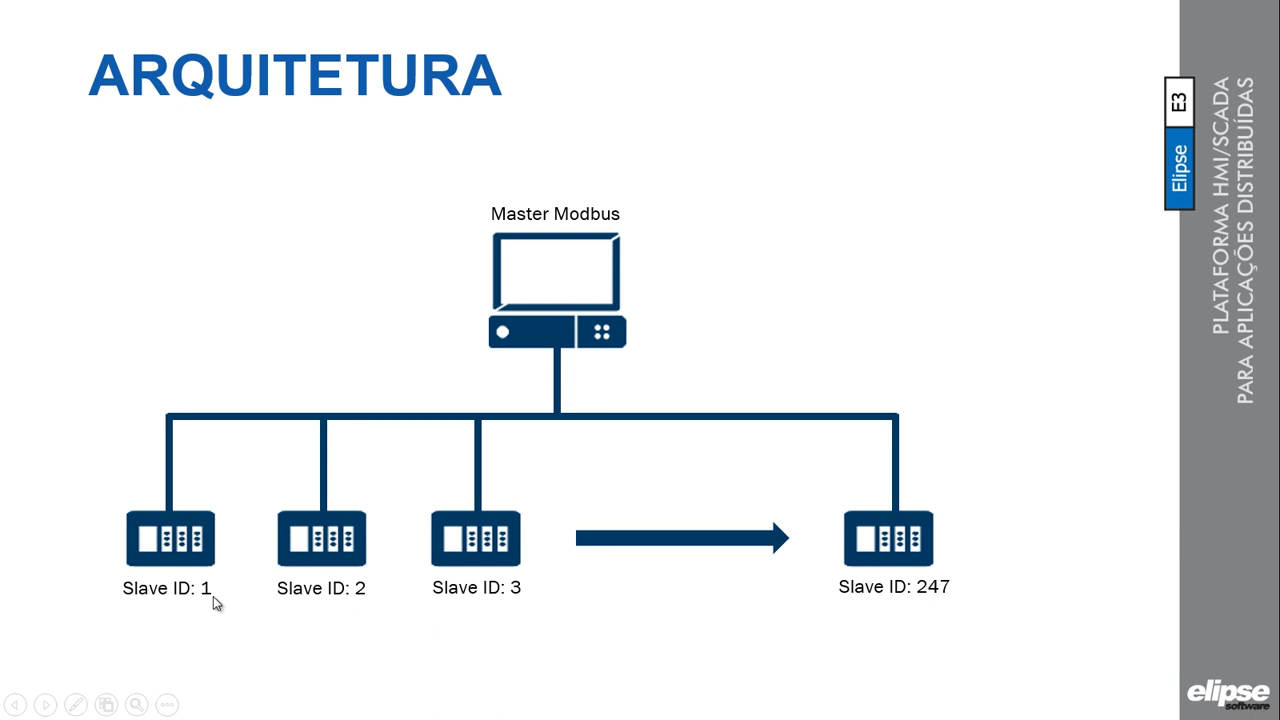 ARQUITETURA
Master Modbus
Slave ID: 1
Slave ID: 2
Slave ID: 3
Slave ID: 247
Elipse E3
PLATAFORMA HMI/SCADA
PARA APLICAÇÕES DISTRIBUÍDAS
elipse
software